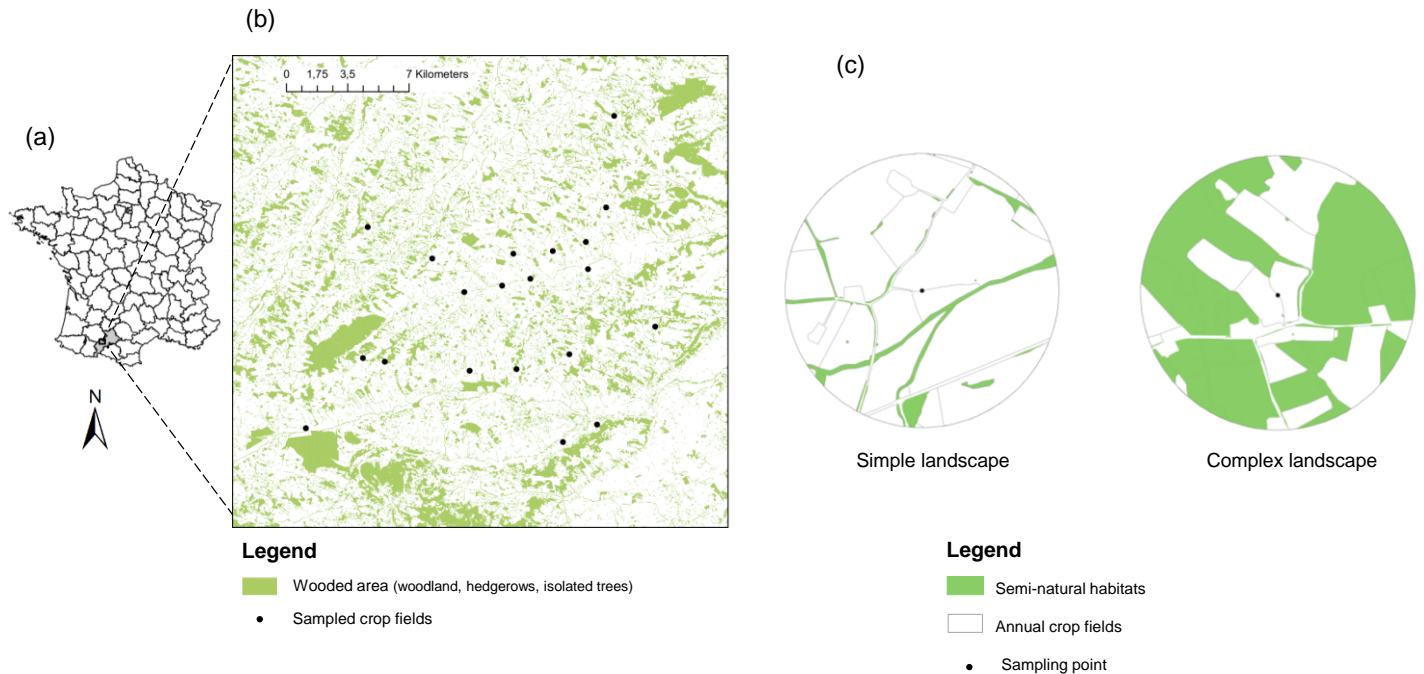 (a)
N
(b)
0 1,75 3,5 7 Kilometers
Legend
Wooded area (woodland, hedgerows, isolated trees)
Sampled crop fields
(c)
Simple landscape
Complex landscape
Legend
Semi-natural habitats
Annual crop fields
Sampling point